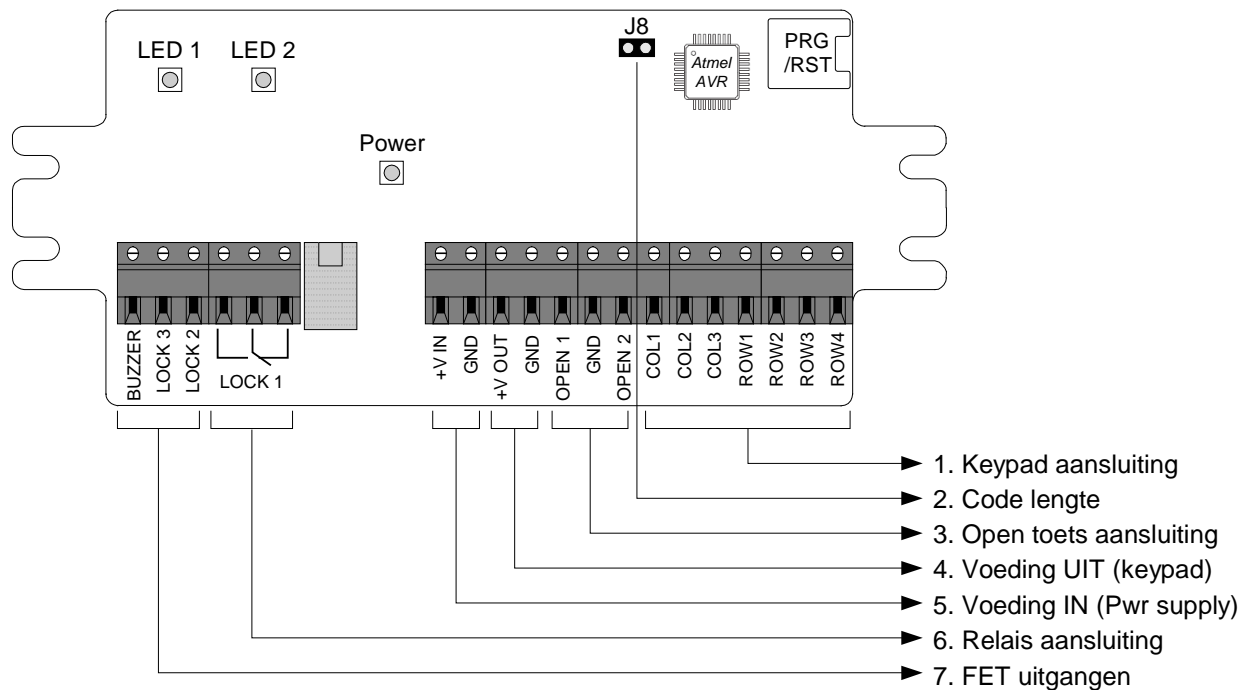 J8
LED 1 LED 2
Atmel
AVR
PRG
/RST
Power
BUZZER
LOCK 3
LOCK 2
LOCK 1
+V IN
GND
+V OUT
GND
OPEN 1
GND
OPEN 2
COL1
COL2
COL3
ROW1
ROW2
ROW3
ROW4
1. Keypad aansluiting
2. Code lengte
3. Open toets aansluiting
4. Voeding UIT (keypad)
5. Voeding IN (Pwr supply)
6. Relais aansluiting
7. FET uitgangen